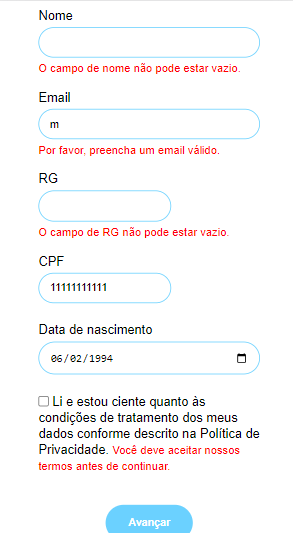 Nome
O campo de nome não pode estar vazio.
Email
m
Por favor, preencha um email válido.
RG
O campo de RG não pode estar vazio.
CPF
11111111111
Data de nascimento
06/02/1994
Li e estou ciente quanto às
condições de tratamento dos meus
dados conforme descrito na Política de
Privacidade. Você deve aceitar nossos
termos antes de continuar.
Avançar